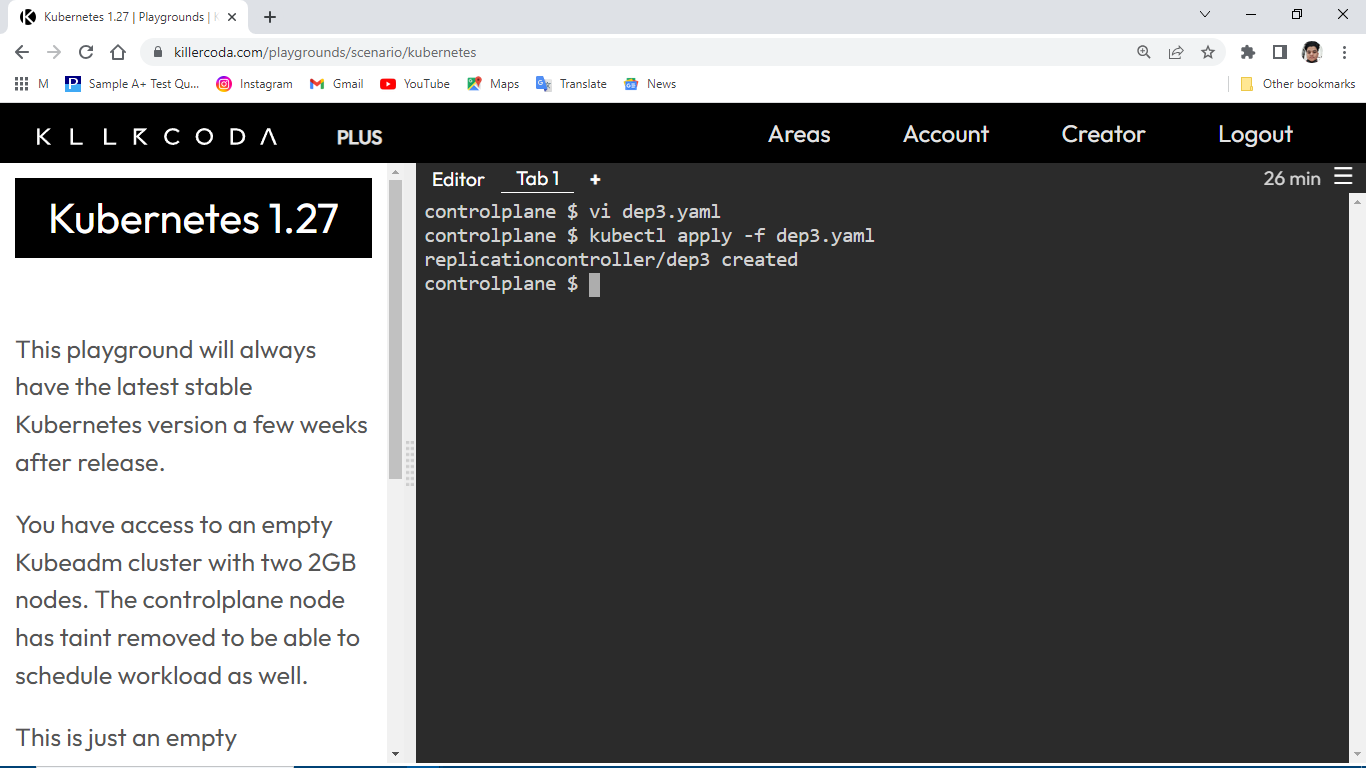 Kubernetes 1.27 | Playgrounds |
killercoda.com/playgrounds/scenario/kubernetes
M
Sample A+ Test Qu...
Instagram
Gmail
YouTube
Maps
Translate
News
Other bookmarks
KILLERCODA
PLUS
Areas
Account
Creator
Logout
Kubernetes 1.27
This playground will always
have the latest stable
Kubernetes version a few weeks
after release.
You have access to an empty
Kubeadm cluster with two 2GB
nodes. The controlplane node
has taint removed to be able to
schedule workload as well.
This is just an empty
Editor
Tab 1
+
26 min
controlplane $ vi dep3.yaml
controlplane $ kubectl apply -f dep3.yaml
replicationcontroller/dep3 created
controlplane $